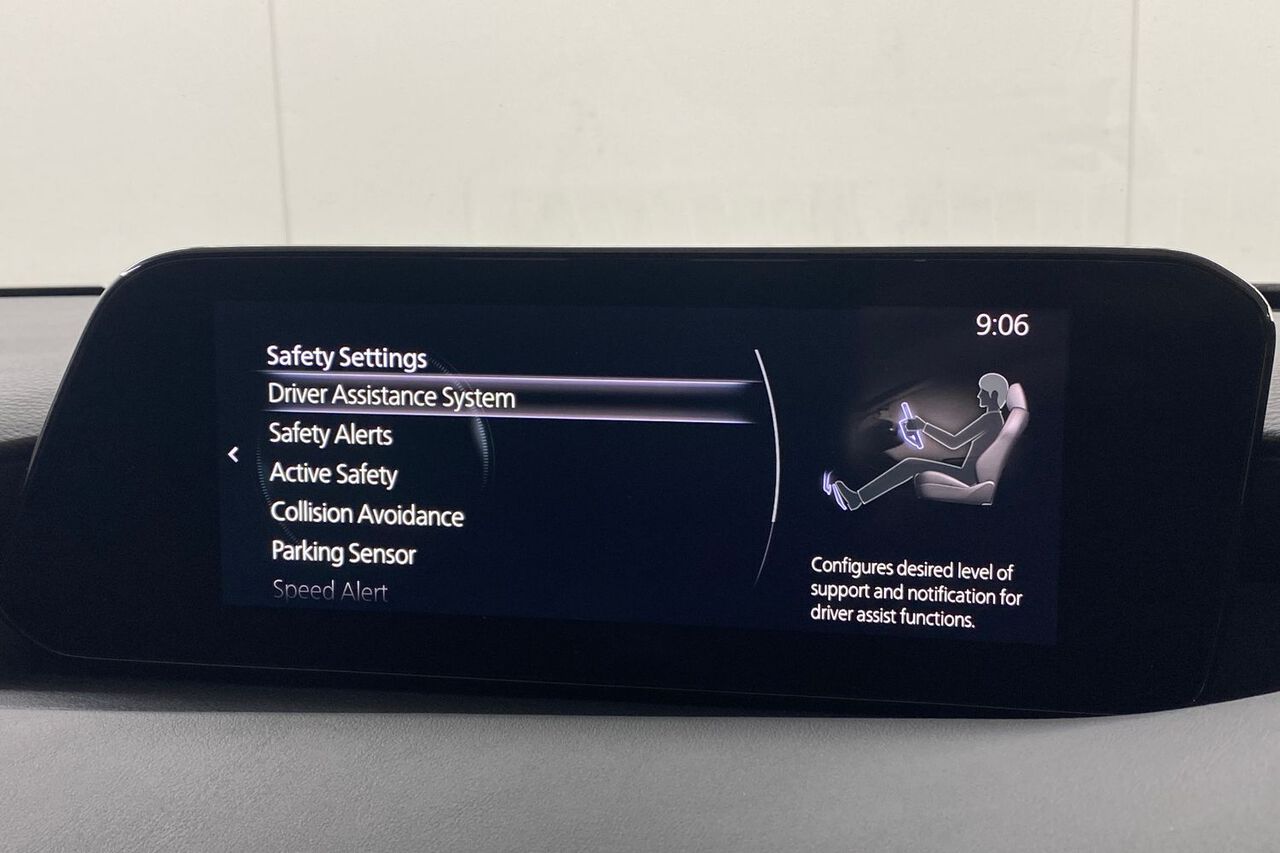 9:06
Safety Settings
Driver Assistance System
Safety Alerts
Active Safety
Collision Avoidance
Parking Sensor
Speed Alert
Configures desired level of
support and notification for
driver assist functions.